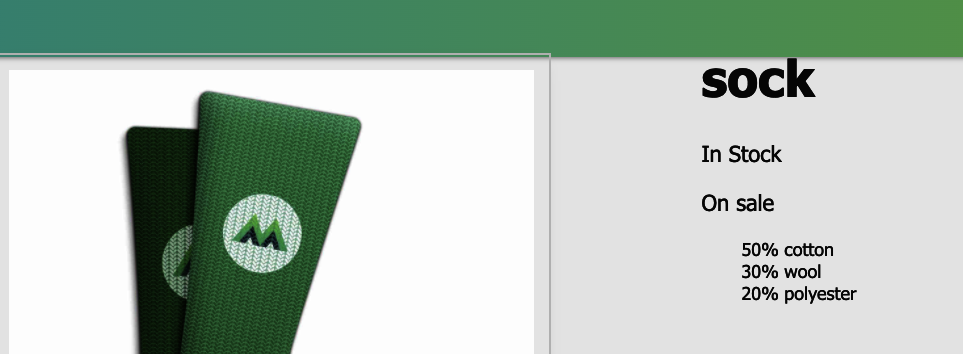 sock
In Stock
On sale
50% cotton
30% wool
20% polyester